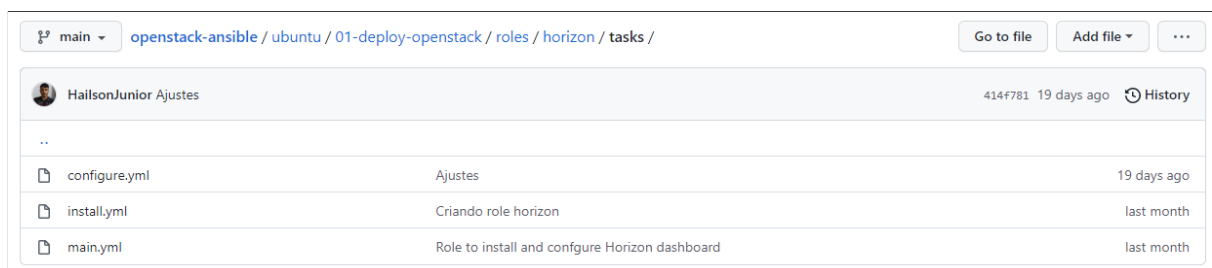 main openstack-ansible / ubuntu / 01-deploy-openstack / roles / horizon / tasks / Go to file Add file ...
HailsonJunior Ajustes 414f781 19 days ago History
..
configure.yml Ajustes 19 days ago
install.yml Criando role horizon last month
main.yml Role to install and confgure Horizon dashboard last month